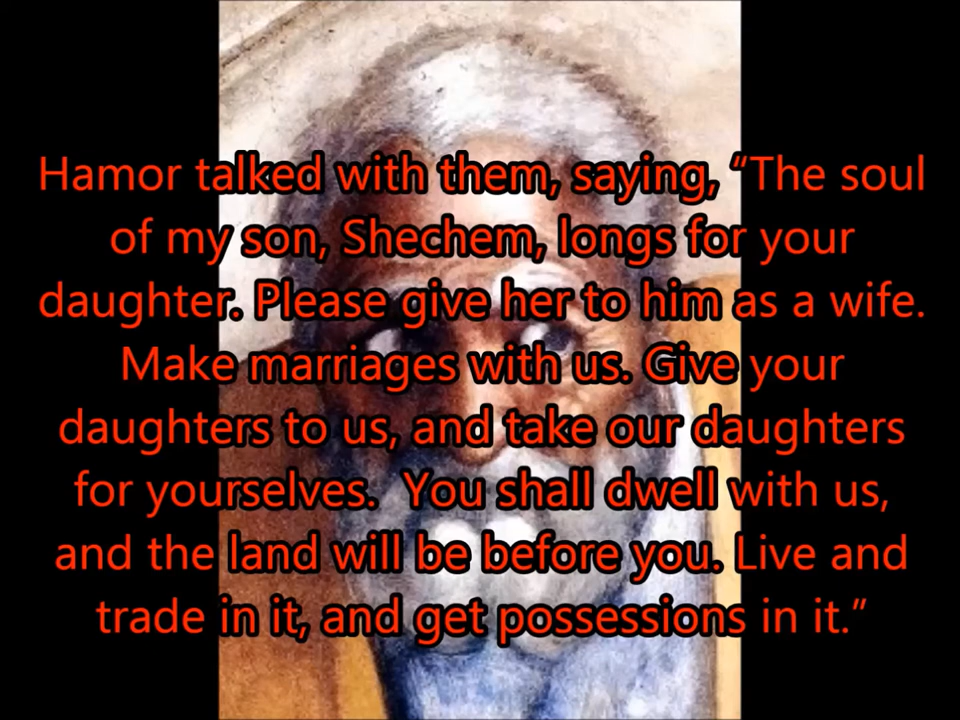 Hamor talked with them, saying, “The soul
of my son, Shechem, longs for your
daughter. Please give her to him as a wife.
Make marriages with us. Give your
daughters to us, and take our daughters
for yourselves.  You shall dwell with us,
and the land will be before you. Live and
trade in it, and get possessions in it.”